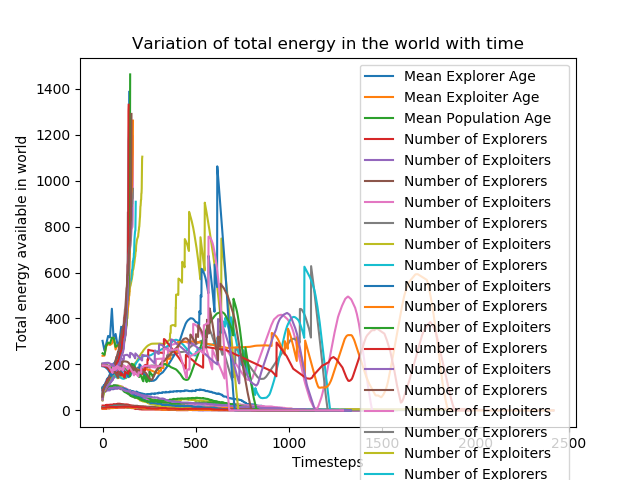 Variation of total energy in the world with time
Total energy available in world
1400
1200
1000
800
600
400
200
0
0
500
1000
1500
2000
2500
Timesteps
Mean Explorer Age
Mean Exploiter Age
Mean Population Age
Number of Explorers
Number of Exploiters
Number of Explorers
Number of Exploiters
Number of Explorers
Number of Exploiters
Number of Explorers
Number of Exploiters
Number of Explorers
Number of Exploiters
Number of Explorers
Number of Exploiters
Number of Explorers
Number of Exploiters
Number of Explorers
Number of Exploiters
Number of Explorers